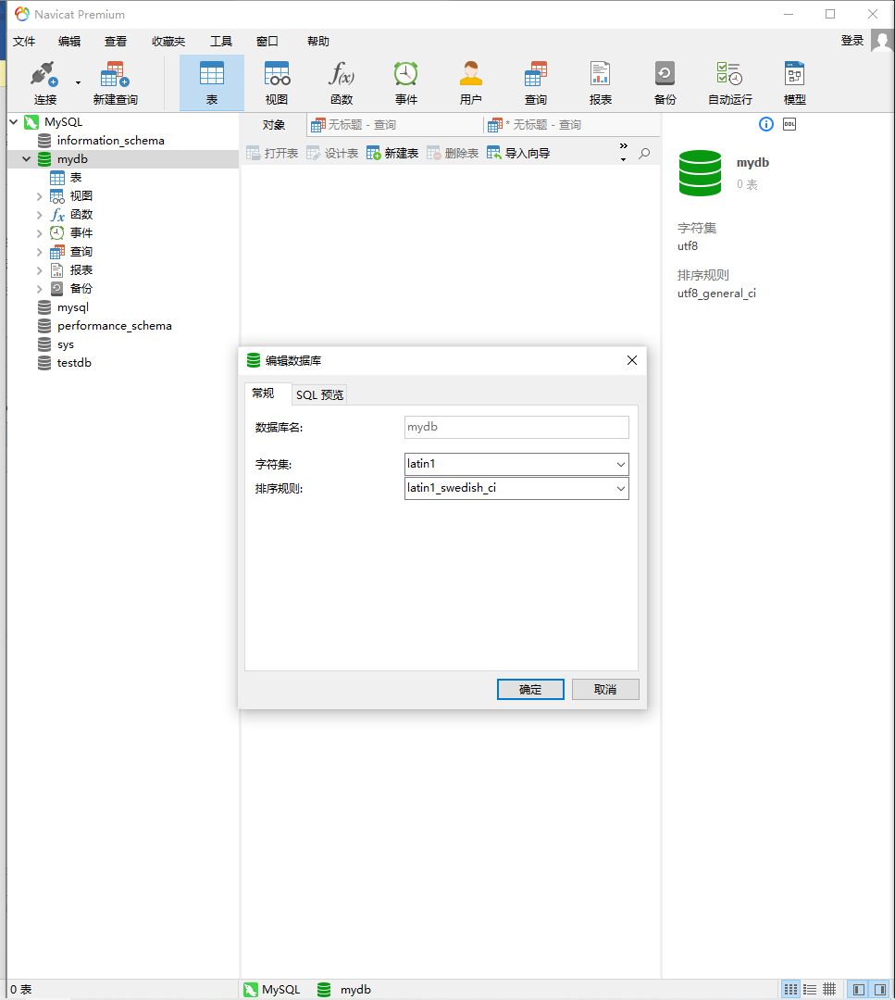 Navicat Premium
文件 编辑 查看 收藏夹 工具 窗口 帮助 登录
连接 新建查询 表 视图 函数 事件 用户 查询 报表 备份 自动运行 模型
MySQL
information_schema
mydb
表
视图
函数
事件
查询
报表
备份
mysql
performance_schema
sys
testdb
对象 无标题 - 查询 * 无标题 - 查询
打开表 设计表 新建表 删除表 导入向导
DDL
mydb
0 表
字符集
utf8
排序规则
utf8_general_ci
编辑数据库
常规 SQL 预览
数据库名: mydb
字符集: latin1
排序规则: latin1_swedish_ci
确定 取消
0 表 MySQL mydb